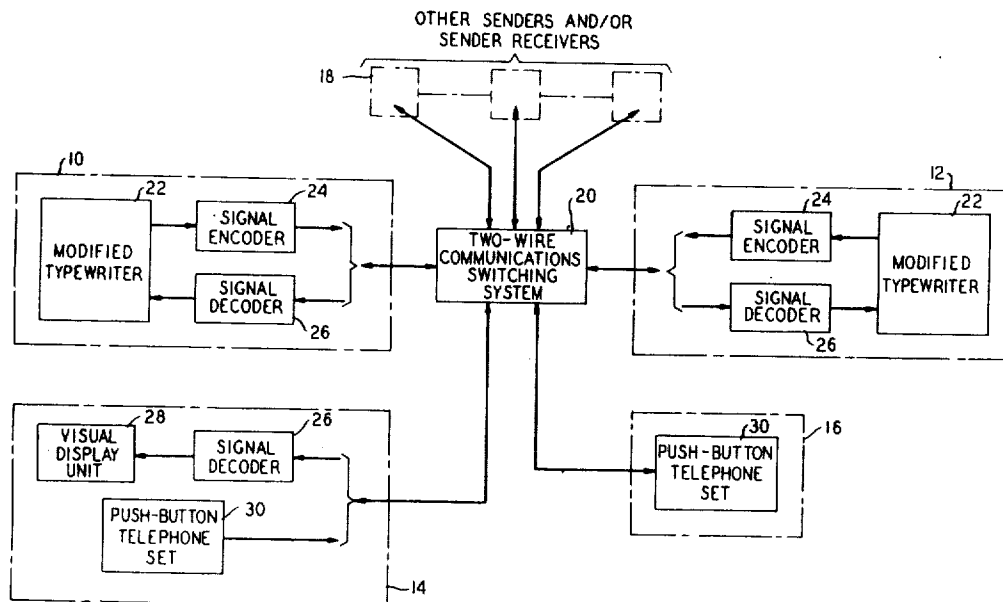 OTHER SENDERS AND/OR
SENDER RECEIVERS
18
10
22
24
MODIFIED
TYPEWRITER
SIGNAL
ENCODER
SIGNAL
DECODER
26
20
TWO-WIRE
COMMUNICATIONS
SWITCHING
SYSTEM
12
24
22
SIGNAL
ENCODER
SIGNAL
DECODER
26
MODIFIED
TYPEWRITER
28
VISUAL
DISPLAY
UNIT
26
SIGNAL
DECODER
30
PUSH-BUTTON
TELEPHONE
SET
14
30
PUSH-BUTTON
TELEPHONE
SET
16